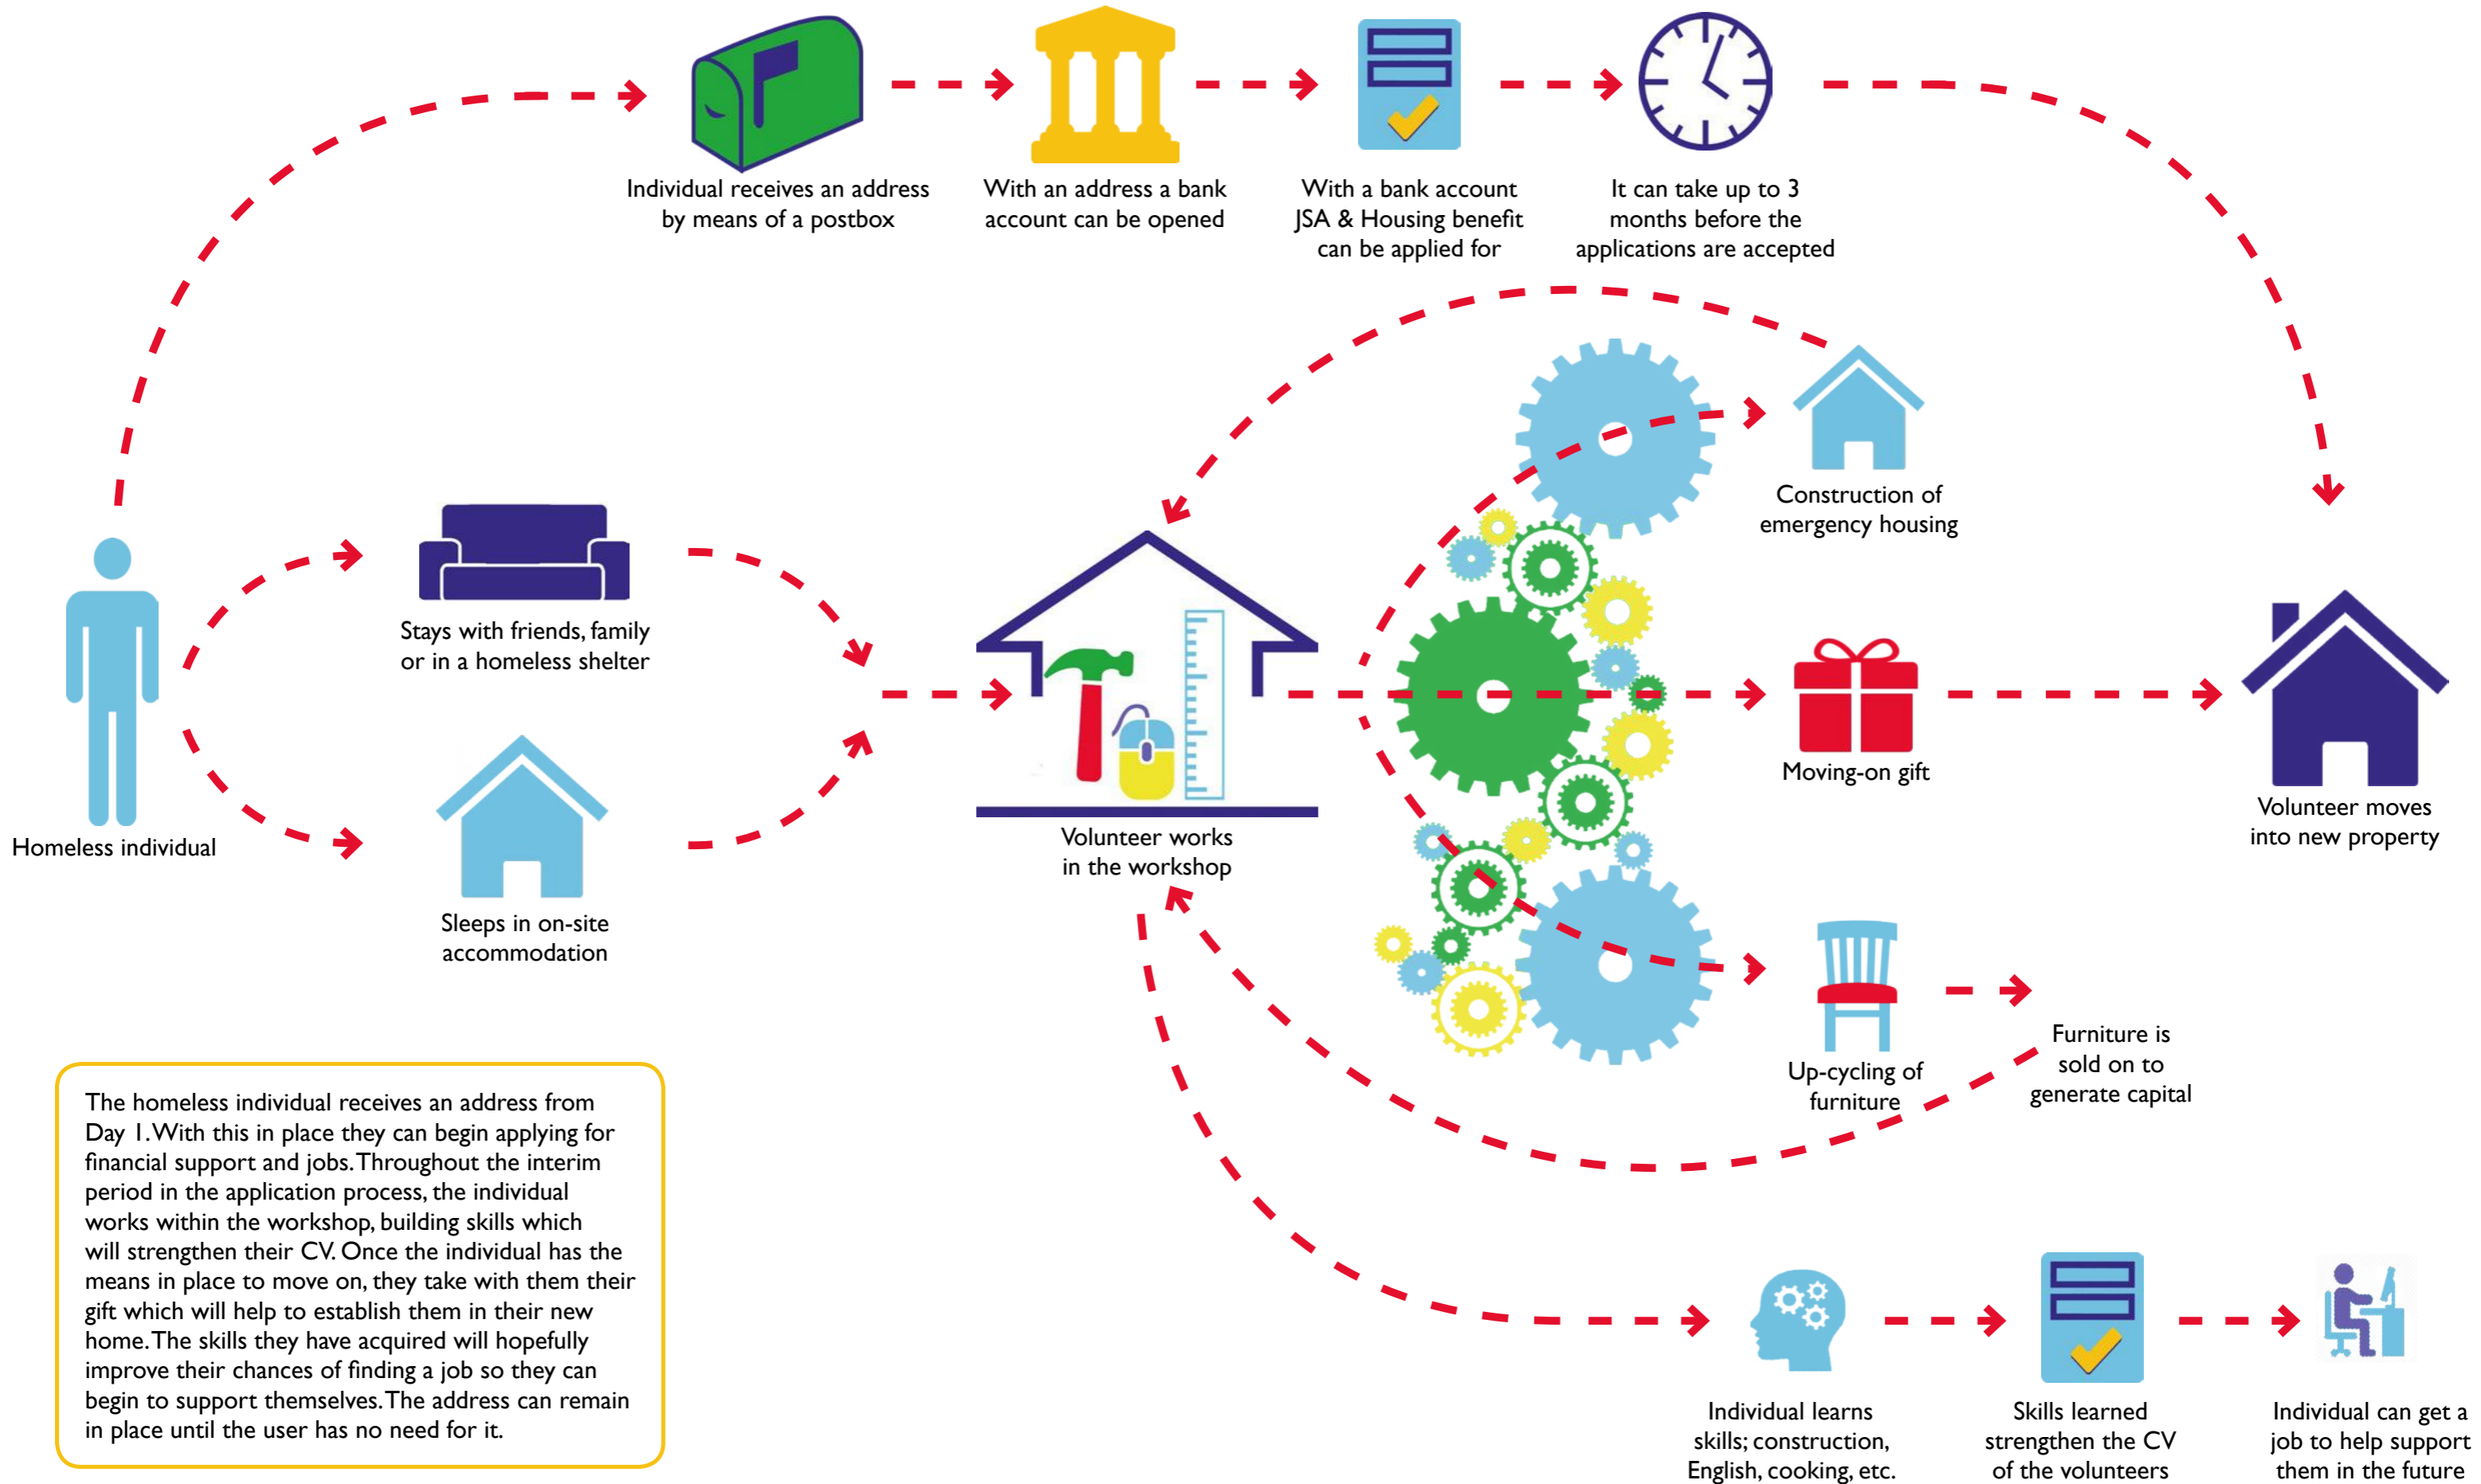 Individual receives an address
by means of a postbox
With an address a bank
account can be opened
With a bank account
JSA & Housing benefit
can be applied for
It can take up to 3
months before the
applications are accepted
Construction of
emergency housing
Stays with friends, family
or in a homeless shelter
Homeless individual
Sleeps in on-site
accommodation
Volunteer works
in the workshop
Moving-on gift
Volunteer moves
into new property
Up-cycling of
furniture
Furniture is
sold on to
generate capital
The homeless individual receives an address from
Day 1. With this in place they can begin applying for
financial support and jobs. Throughout the interim
period in the application process, the individual
works within the workshop, building skills which
will strengthen their CV. Once the individual has the
means in place to move on, they take with them their
gift which will help to establish them in their new
home. The skills they have acquired will hopefully
improve their chances of finding a job so they can
begin to support themselves. The address can remain
in place until the user has no need for it.
Individual learns
skills; construction,
English, cooking, etc.
Skills learned
strengthen the CV
of the volunteers
Individual can get a
job to help support
them in the future